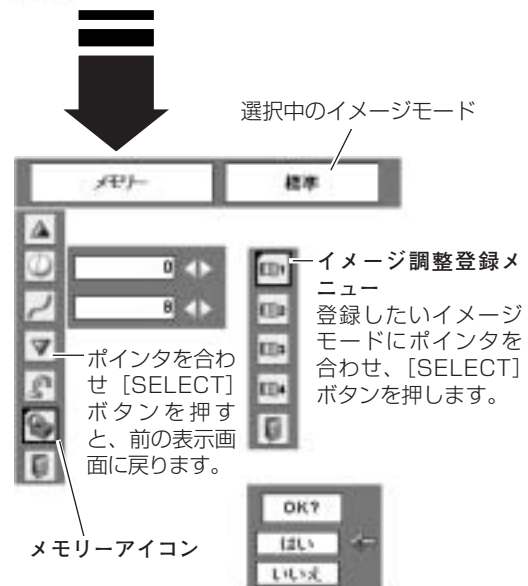 選択中のイメージモード
メモリー
標準
0
8
イメージ調整登録メ
ニュー
登録したいイメージ
モードにポインタを
合わせ、[SELECT]
ボタンを押します。
ポインタを合わ
せ[SELECT]
ボタンを押す
と、前の表示画
面に戻ります。
メモリーアイコン
OK?
はい
いいえ